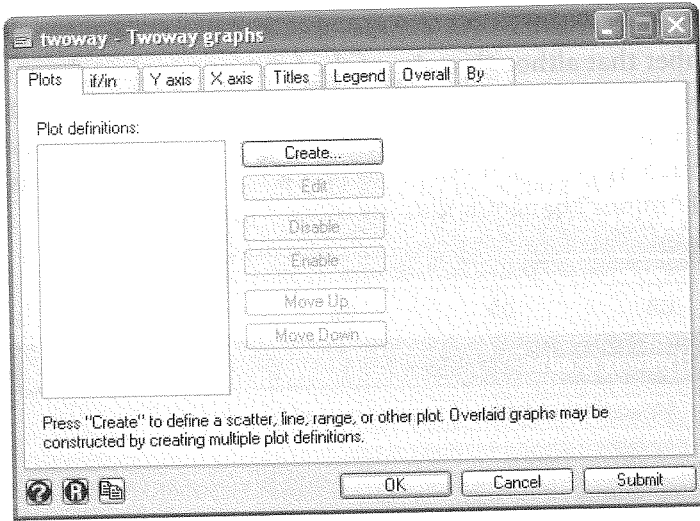 twoway - Twoway graphs
Plots if/in Y axis X axis Titles Legend Overall By
Plot definitions:
Create...
Edit
Disable
Enable
Move Up
Move Down
Press "Create" to define a scatter, line, range, or other plot. Overlaid graphs may be
constructed by creating multiple plot definitions.
? R
OK Cancel Submit